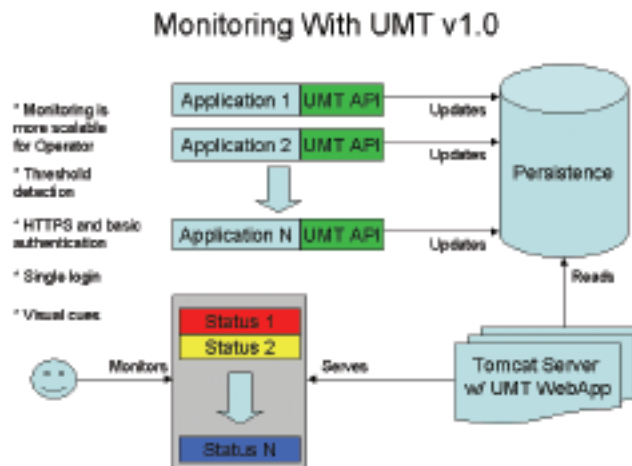 Monitoring With UMT v1.0
* Monitoring is
more scalable
for Operator
* Threshold
detection
* HTTPS and basic
authentication
* Single login
* Visual cues
Application 1 UMT API
Updates
Application 2 UMT API
Updates
Application N UMT API
Updates
Persistence
Reads
Status 1
Status 2
Status N
Monitors
Serves
Tomcat Server
w/ UMT WebApp